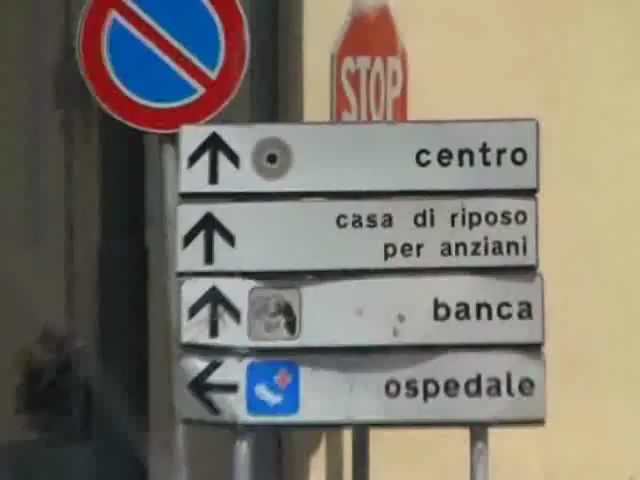 STOP
centro
casa di riposo
per anziani
banca
ospedale